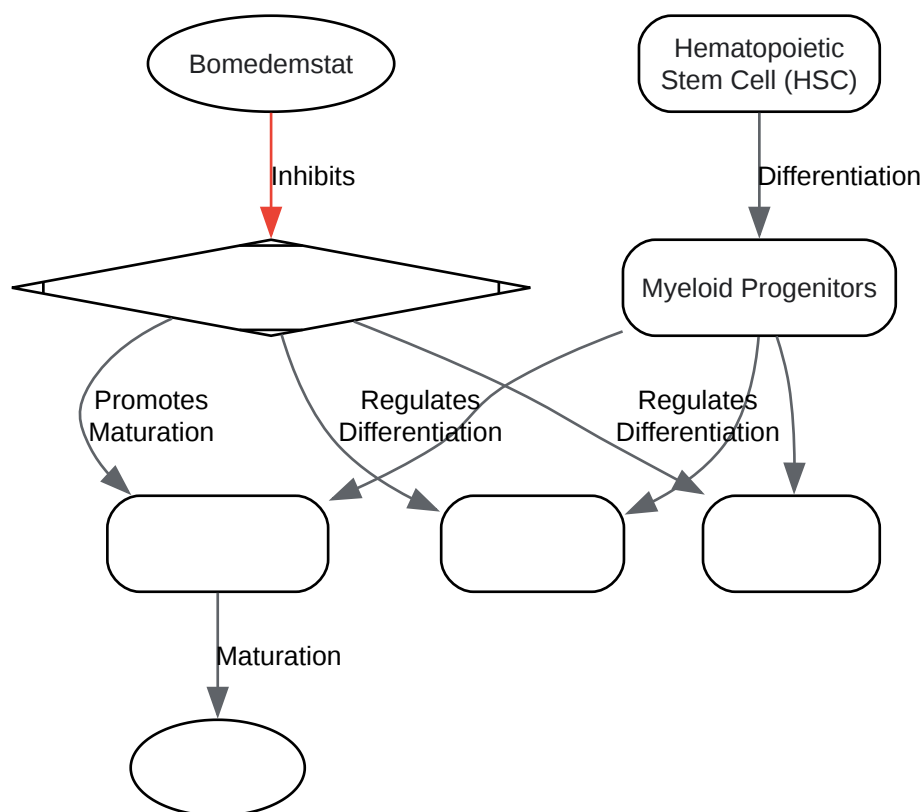 Bomedemstat
Hematopoietic
Stem Cell (HSC)
Inhibits
Differentiation
Myeloid Progenitors
Promotes
Maturation
Regulates
Differentiation
Regulates
Differentiation
Maturation